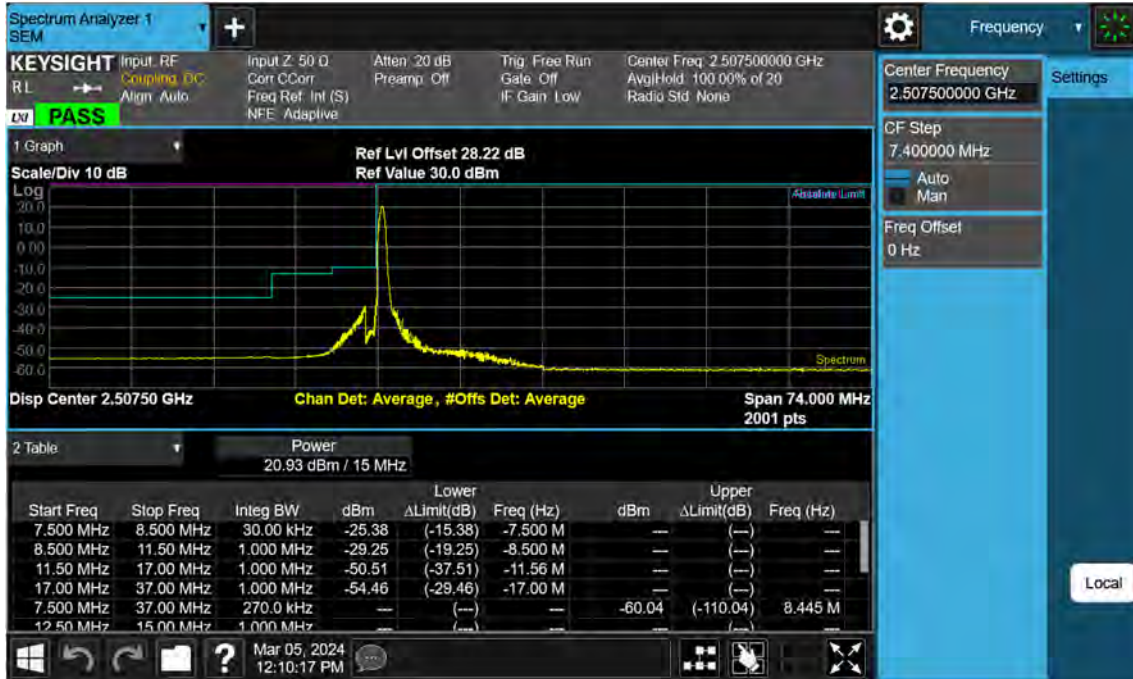 Spectrum Analyzer 1
SEM
Frequency
KEYSIGHT
RL
LXI
PASS
Input: RF
Coupling: DC
Align: Auto
Input Z: 50 Ω
Corr CCorr
Freq Ref: Int (S)
NFE: Adaptive
Atten: 20 dB
Preamp: Off
Trig: Free Run
Gate: Off
IF Gain: Low
Center Freq: 2.507500000 GHz
Avg|Hold: 100.00% of 20
Radio Std: None
Center Frequency
2.507500000 GHz
Settings
CF Step
7.400000 MHz
Auto
Man
Freq Offset
0 Hz
Local
1 Graph
Scale/Div 10 dB
Ref Lvl Offset 28.22 dB
Ref Value 30.0 dBm
Log
20.0
10.0
0.00
-10.0
-20.0
-30.0
-40.0
-50.0
-60.0
Absolute Limit
Spectrum
Disp Center 2.50750 GHz
Chan Det: Average, #Offs Det: Average
Span 74.000 MHz
2001 pts
2 Table
Power
20.93 dBm / 15 MHz
Lower Upper
Start Freq Stop Freq Integ BW dBm ΔLimit(dB) Freq (Hz) dBm ΔLimit(dB) Freq (Hz)
7.500 MHz 8.500 MHz 30.00 kHz -25.38 (-15.38) -7.500 M --- (---) ---
8.500 MHz 11.50 MHz 1.000 MHz -29.25 (-19.25) -8.500 M --- (---) ---
11.50 MHz 17.00 MHz 1.000 MHz -50.51 (-37.51) -11.56 M --- (---) ---
17.00 MHz 37.00 MHz 1.000 MHz -54.46 (-29.46) -17.00 M --- (---) ---
7.500 MHz 37.00 MHz 270.0 kHz --- (---) --- -60.04 (-110.04) 8.445 M
12.50 MHz 15.00 MHz 1.000 MHz --- (---) --- --- (---) ---
Mar 05, 2024
12:10:17 PM